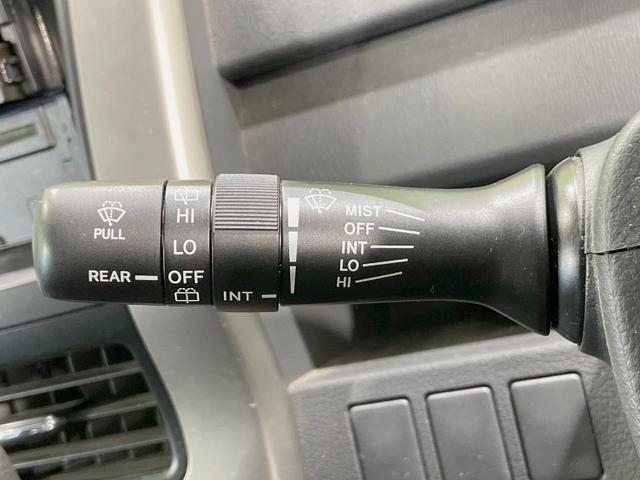 PULL
REAR
HI
LO
OFF
INT
MIST
OFF
INT
LO
HI